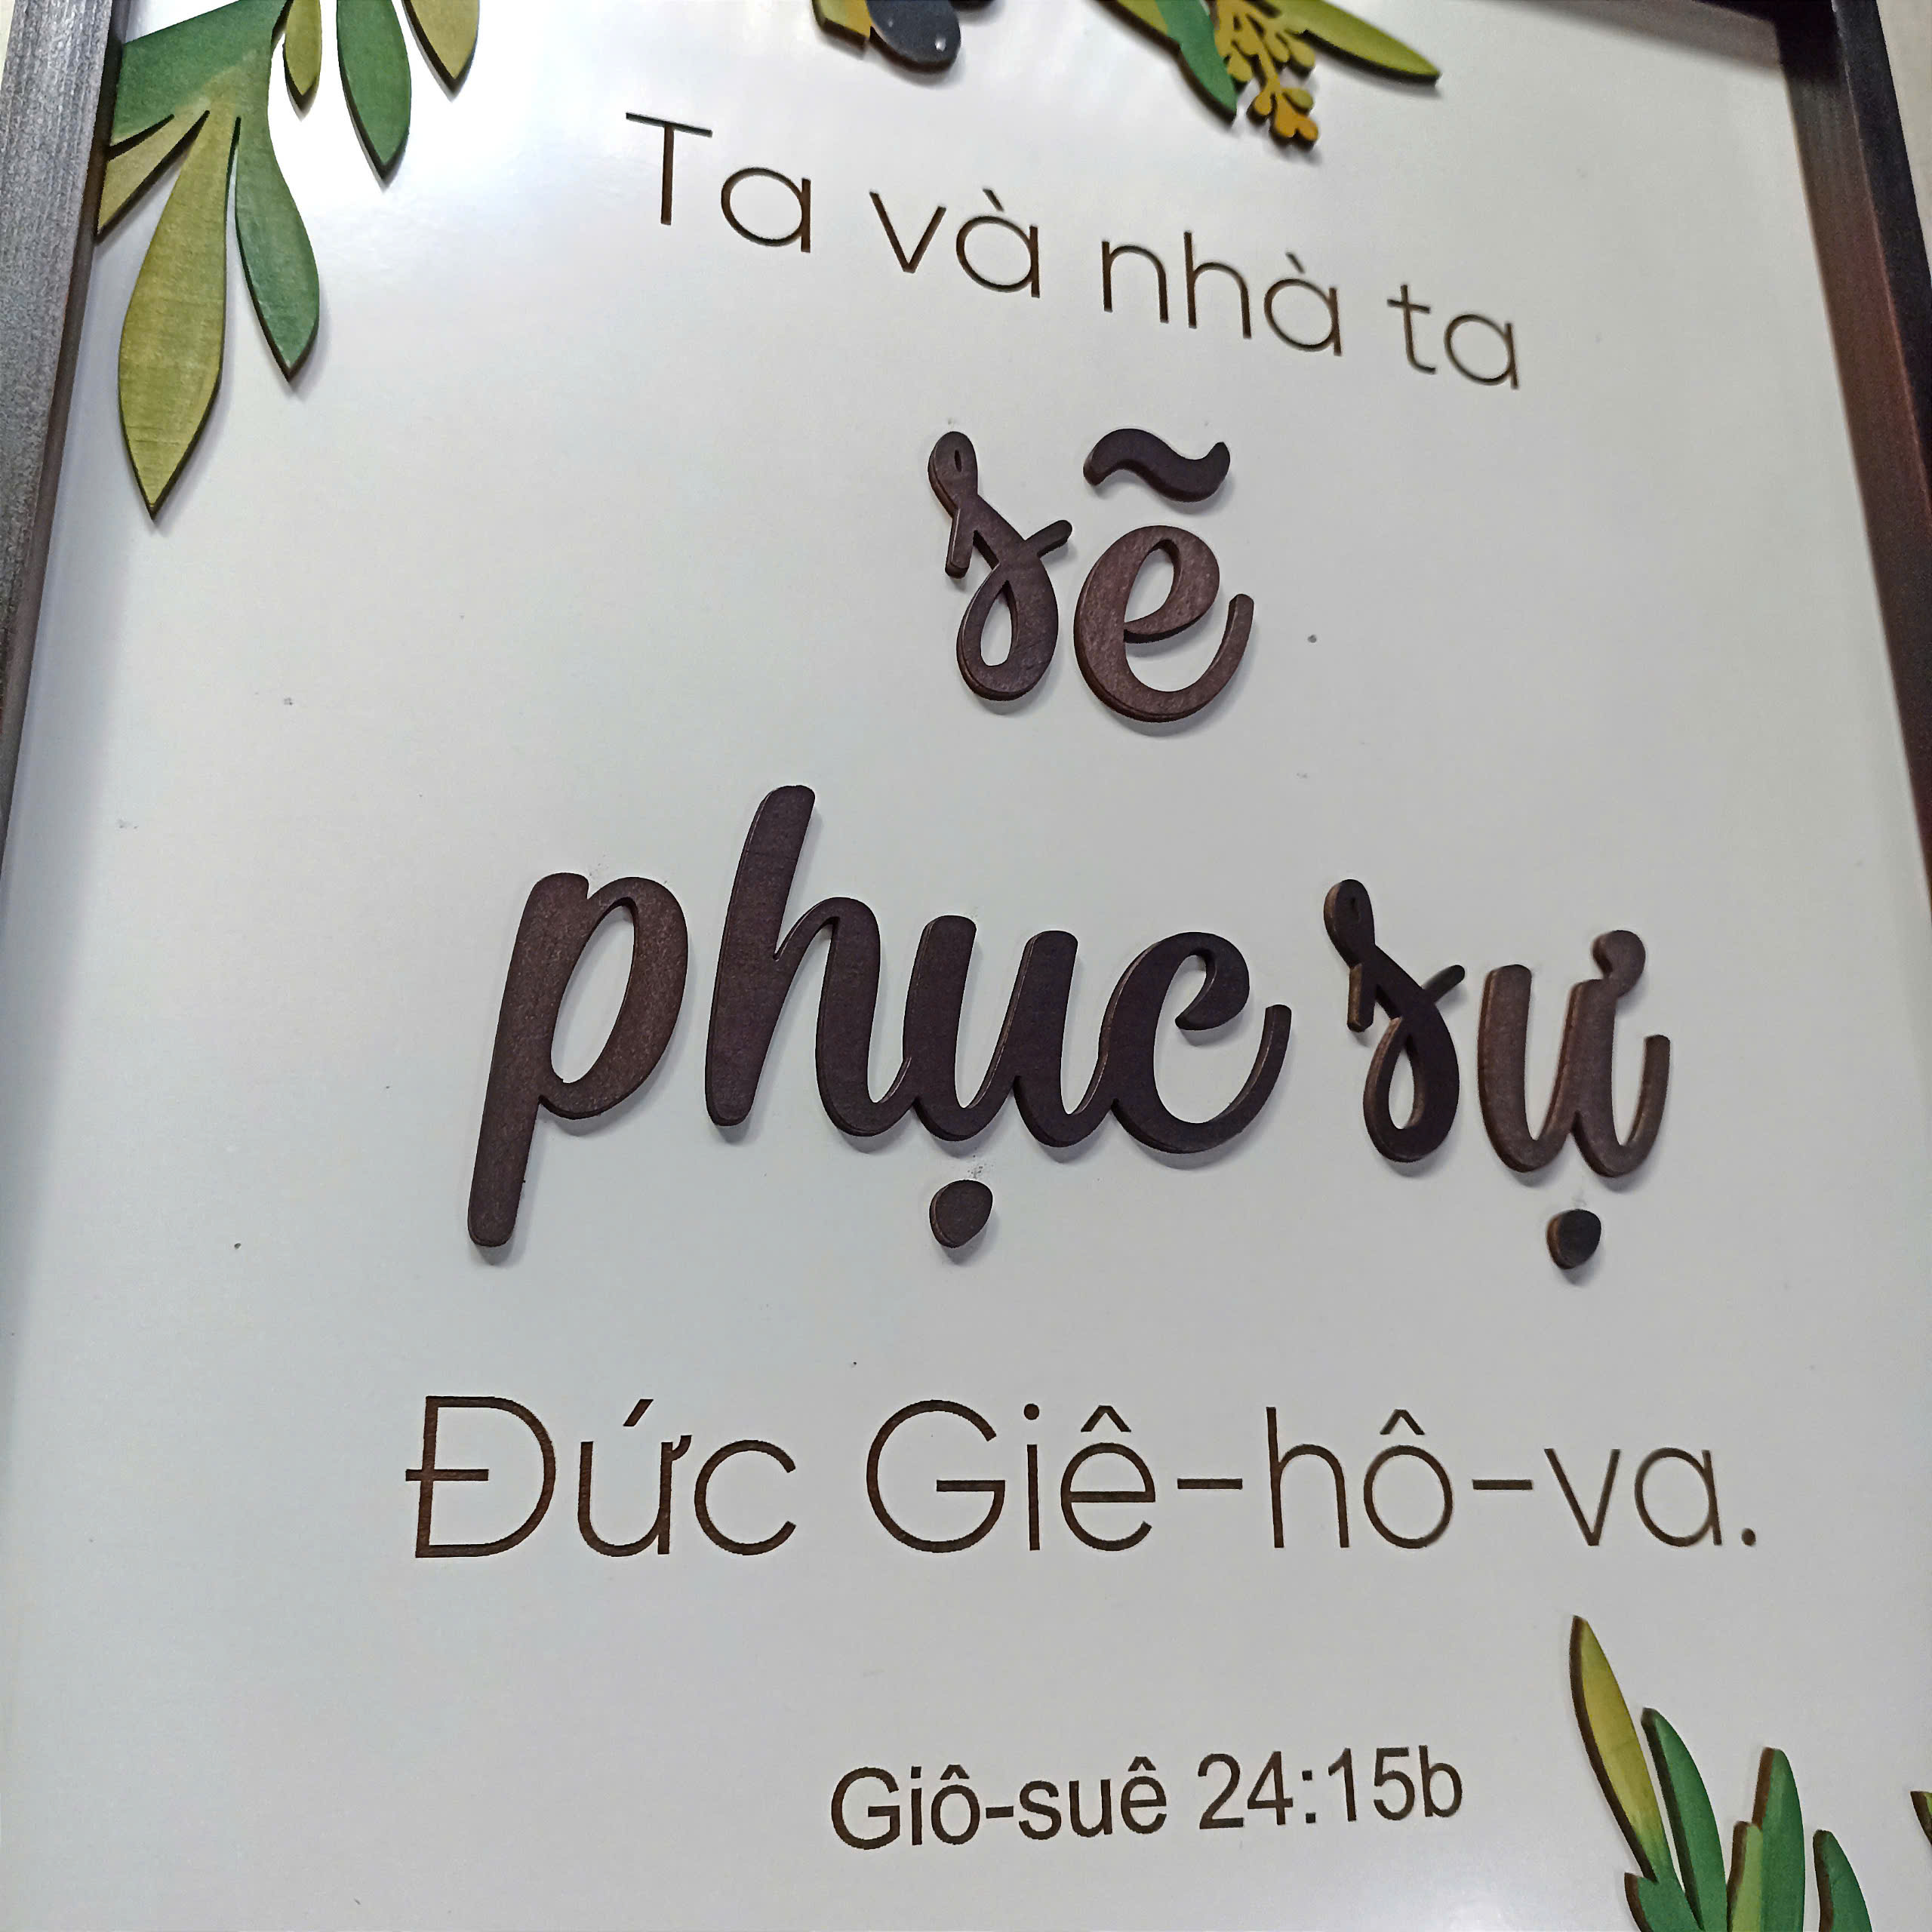 Ta và nhà ta
sẽ
phục sự
Đức Giê-hô-va.
Giô-suê 24:15b